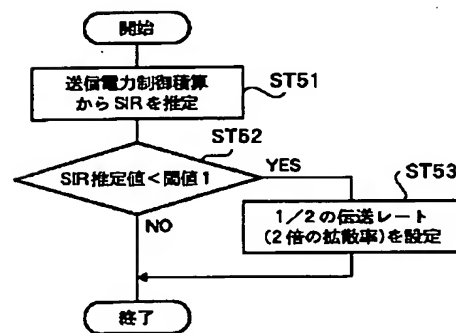 開始
送信電力制御積算
からSIRを推定
ST51
ST52
SIR推定値<閾値1
YES
ST53
NO
1/2の伝送レート
(2倍の拡散率)を設定
終了